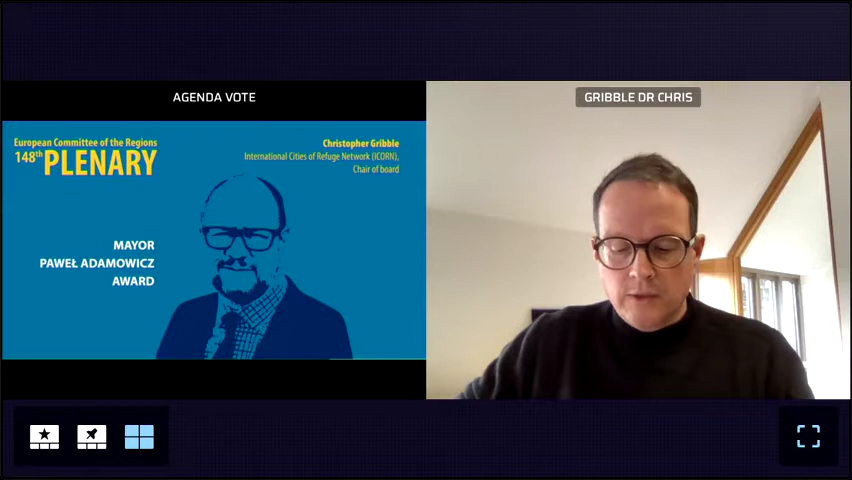 AGENDA VOTE
European Committee of the Regions
148th PLENARY
Christopher Gribble
International Cities of Refuge Network (ICORN),
Chair of board
MAYOR
PAWEŁ ADAMOWICZ
AWARD
GRIBBLE DR CHRIS